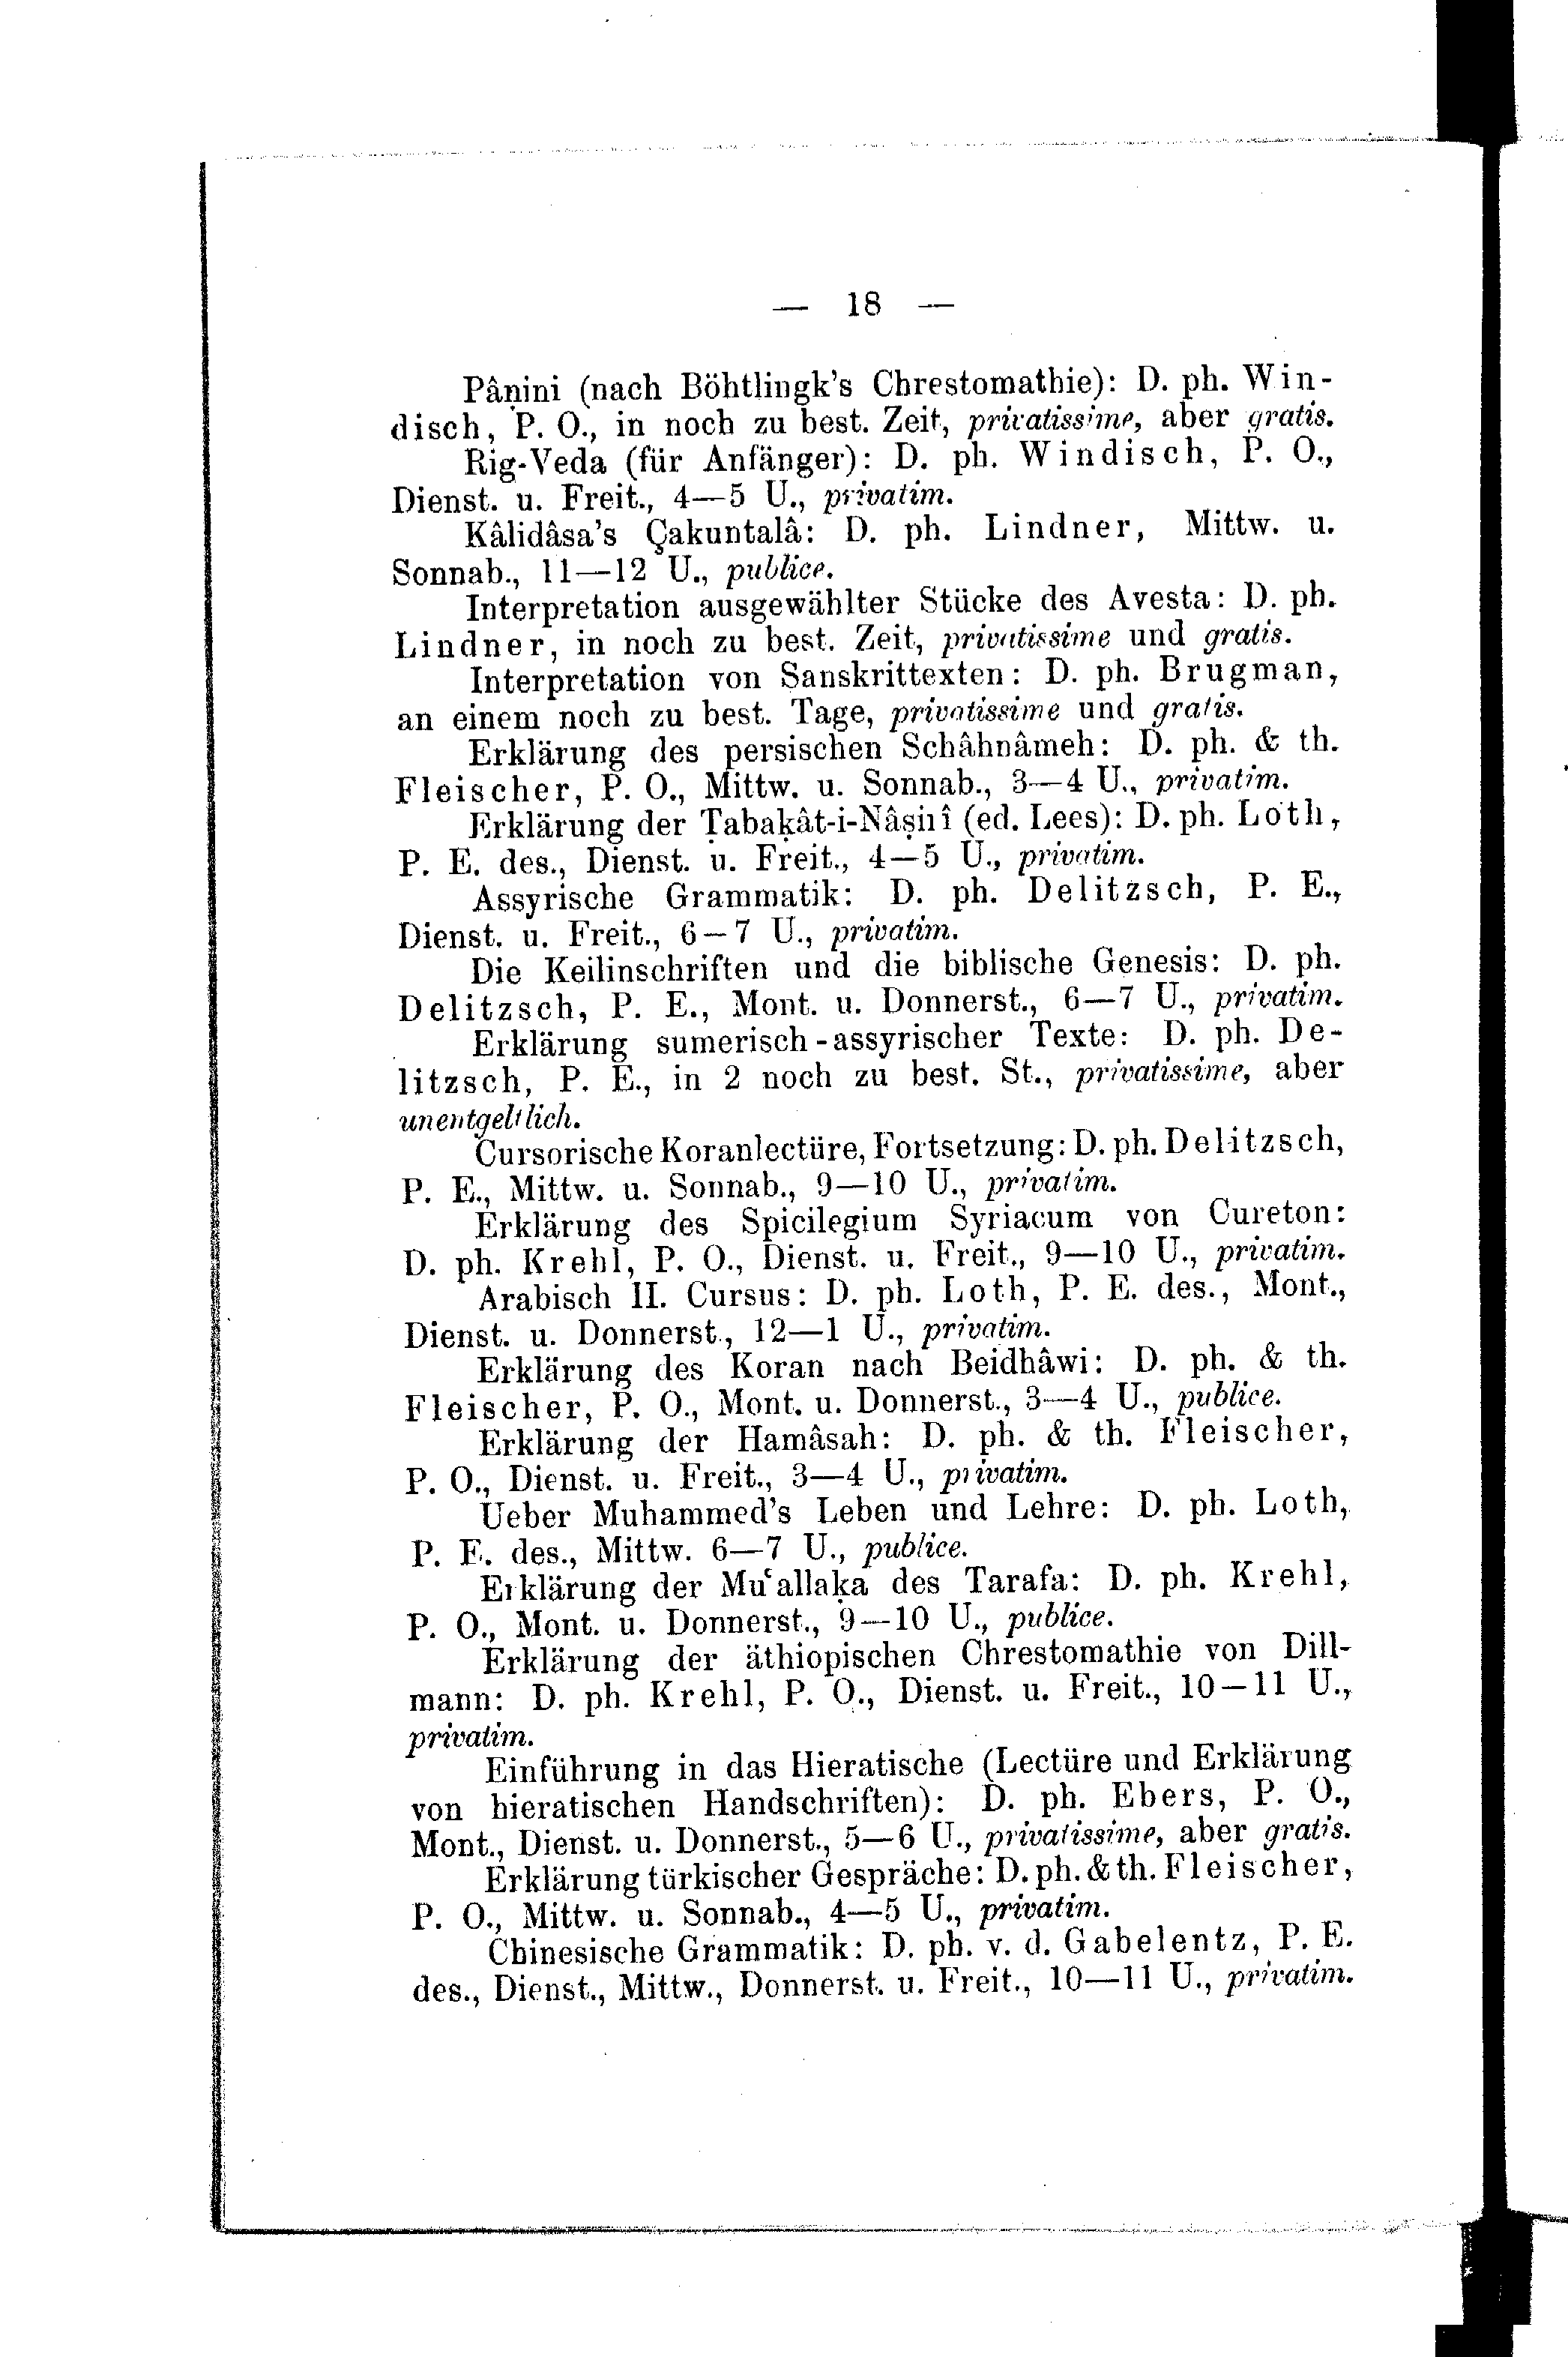 — 18 —
Pâṇini (nach Böhtlingk's Chrestomathie): D. ph. Win-
disch, P. O., in noch zu best. Zeit, privatissime, aber gratis.
Rig-Veda (für Anfänger): D. ph. Windisch, P. O.,
Dienst. u. Freit., 4—5 U., privatim.
Kâlidâsa's Çakuntalâ: D. ph. Lindner, Mittw. u.
Sonnab., 11—12 U., publice.
Interpretation ausgewählter Stücke des Avesta: D. ph.
Lindner, in noch zu best. Zeit, privatissime und gratis.
Interpretation von Sanskrittexten: D. ph. Brugman,
an einem noch zu best. Tage, privatissime und gratis.
Erklärung des persischen Schâhnâmeh: D. ph. & th.
Fleischer, P. O., Mittw. u. Sonnab., 3—4 U., privatim.
Erklärung der Ṭabaḳât-i-Nâṣirî (ed. Lees): D. ph. Loth,
P. E. des., Dienst. u. Freit., 4—5 U., privatim.
Assyrische Grammatik: D. ph. Delitzsch, P. E.,
Dienst. u. Freit., 6—7 U., privatim.
Die Keilinschriften und die biblische Genesis: D. ph.
Delitzsch, P. E., Mont. u. Donnerst., 6—7 U., privatim.
Erklärung sumerisch-assyrischer Texte: D. ph. De-
litzsch, P. E., in 2 noch zu best. St., privatissime, aber
unentgeltlich.
Cursorische Koranlectüre, Fortsetzung: D. ph. Delitzsch,
P. E., Mittw. u. Sonnab., 9—10 U., privatim.
Erklärung des Spicilegium Syriacum von Cureton:
D. ph. Krehl, P. O., Dienst. u. Freit., 9—10 U., privatim.
Arabisch II. Cursus: D. ph. Loth, P. E. des., Mont.,
Dienst. u. Donnerst., 12—1 U., privatim.
Erklärung des Koran nach Beidhâwi: D. ph. & th.
Fleischer, P. O., Mont. u. Donnerst., 3—4 U., publice.
Erklärung der Hamâsah: D. ph. & th. Fleischer,
P. O., Dienst. u. Freit., 3—4 U., privatim.
Ueber Muhammed's Leben und Lehre: D. ph. Loth,
P. E. des., Mittw. 6—7 U., publice.
Erklärung der Muʿallaḳa des Tarafa: D. ph. Krehl,
P. O., Mont. u. Donnerst., 9—10 U., publice.
Erklärung der äthiopischen Chrestomathie von Dill-
mann: D. ph. Krehl, P. O., Dienst. u. Freit., 10—11 U.,
privatim.
Einführung in das Hieratische (Lectüre und Erklärung
von hieratischen Handschriften): D. ph. Ebers, P. O.,
Mont., Dienst. u. Donnerst., 5—6 U., privatissime, aber gratis.
Erklärung türkischer Gespräche: D. ph. & th. Fleischer,
P. O., Mittw. u. Sonnab., 4—5 U., privatim.
Chinesische Grammatik: D. ph. v. d. Gabelentz, P. E.
des., Dienst., Mittw., Donnerst. u. Freit., 10—11 U., privatim.